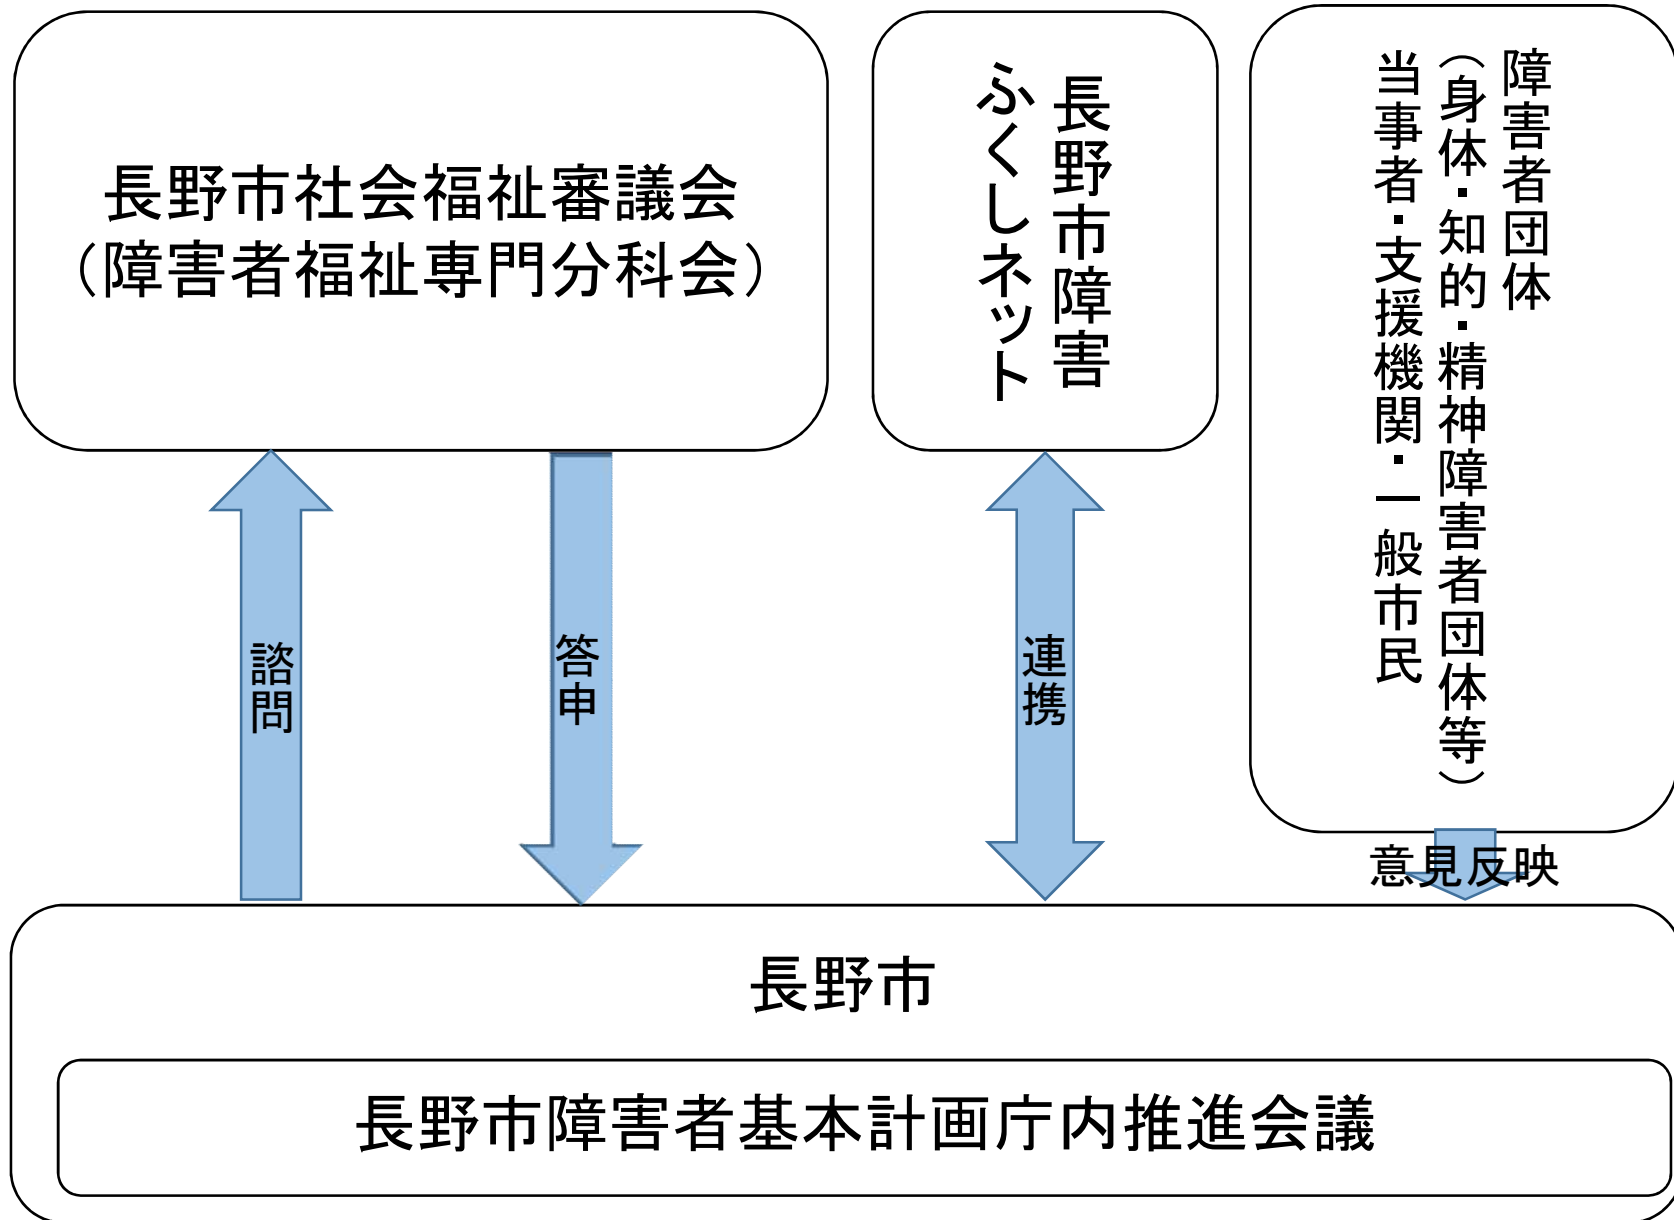 長野市社会福祉審議会
（障害者福祉専門分科会）
長野市障害
ふくしネット
障害者団体
（身体・知的・精神障害者団体等）
当事者・支援機関・一般市民
諮問
答申
連携
意見反映
長野市
長野市障害者基本計画庁内推進会議